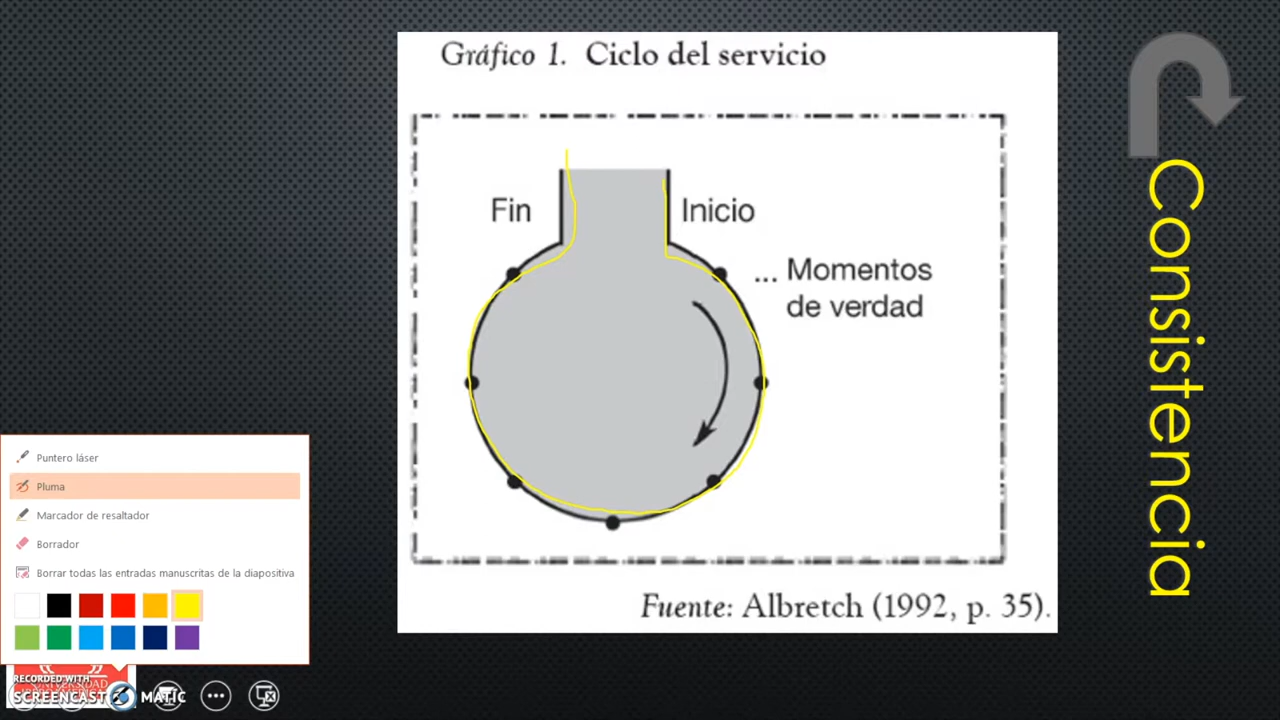 Gráfico 1. Ciclo del servicio
Fin
Inicio
... Momentos
de verdad
Fuente: Albretch (1992, p. 35).
Consistencia
Puntero láser
Pluma
Marcador de resaltador
Borrador
Borrar todas las entradas manuscritas de la diapositiva
RECORDED WITH
SCREENCAST MATIC